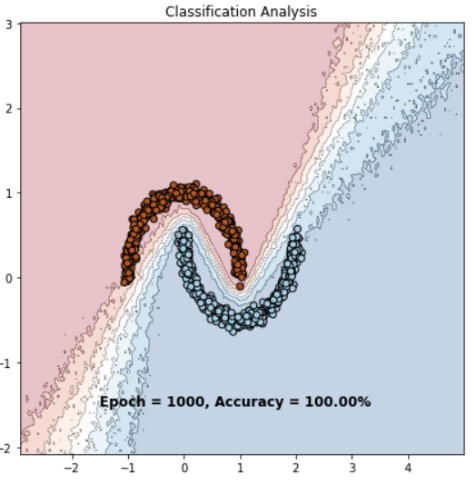 Classification Analysis
3
2
1
0
−1
−2
Epoch = 1000, Accuracy = 100.00%
−2 −1 0 1 2 3 4